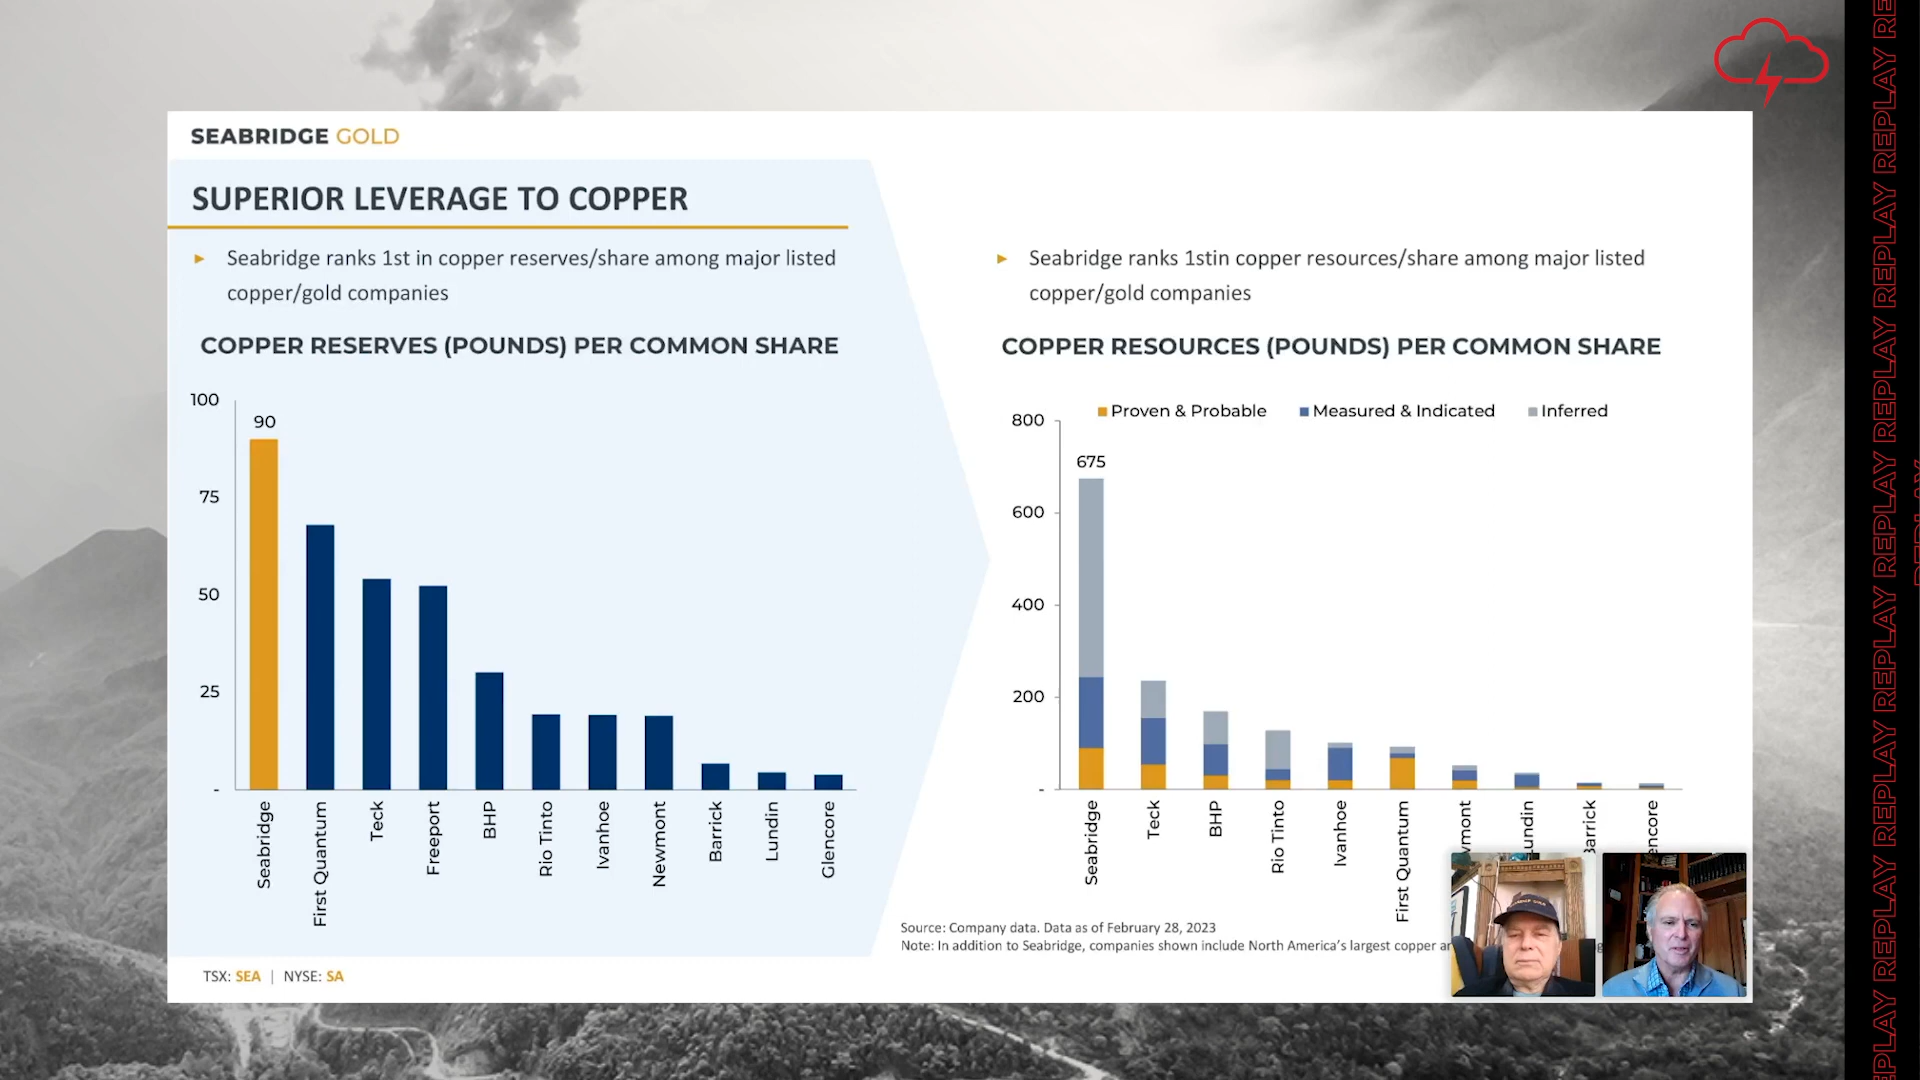 SEABRIDGE GOLD
SUPERIOR LEVERAGE TO COPPER
► Seabridge ranks 1st in copper reserves/share among major listed
copper/gold companies
► Seabridge ranks 1stin copper resources/share among major listed
copper/gold companies
COPPER RESERVES (POUNDS) PER COMMON SHARE
100
90
75
50
25
-
Seabridge
First Quantum
Teck
Freeport
BHP
Rio Tinto
Ivanhoe
Newmont
Barrick
Lundin
Glencore
COPPER RESOURCES (POUNDS) PER COMMON SHARE
Proven & Probable Measured & Indicated Inferred
800
675
600
400
200
-
Seabridge
Teck
BHP
Rio Tinto
Ivanhoe
First Quantum
Source: Company data. Data as of February 28, 2023
Note: In addition to Seabridge, companies shown include North America's largest copper
TSX: SEA | NYSE: SA
REPLAY REPLAY REPLAY REPLAY REPLAY REPLAY REPLAY REPLAY REPLAY